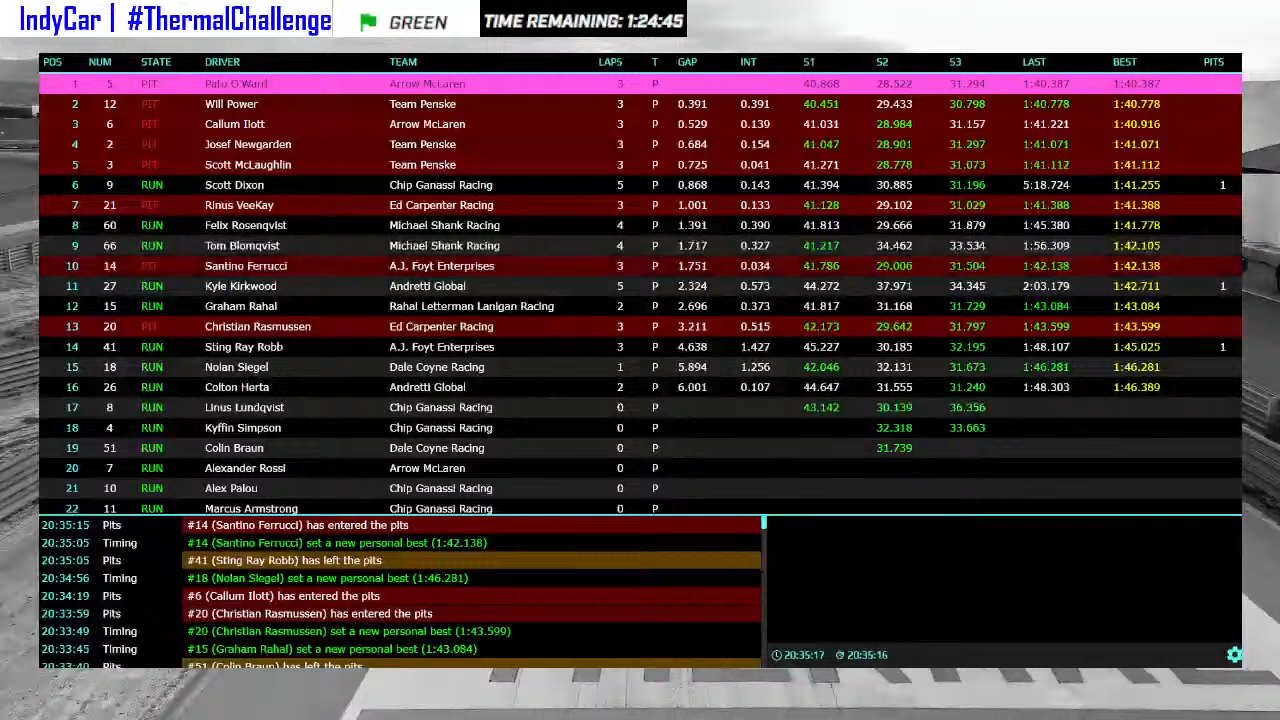 IndyCar | #ThermalChallenge GREEN TIME REMAINING: 1:24:45
POS NUM STATE DRIVER TEAM LAPS T GAP INT S1 S2 S3 LAST BEST PITS
1 5 PIT Pato O'Ward Arrow McLaren 3 P 40.868 28.522 31.294 1:40.387 1:40.387
2 12 PIT Will Power Team Penske 3 P 0.391 0.391 40.451 29.433 30.798 1:40.778 1:40.778
3 6 PIT Callum Ilott Arrow McLaren 3 P 0.529 0.139 41.031 28.984 31.157 1:41.221 1:40.916
4 2 PIT Josef Newgarden Team Penske 3 P 0.684 0.154 41.047 28.901 31.297 1:41.071 1:41.071
5 3 PIT Scott McLaughlin Team Penske 3 P 0.725 0.041 41.271 28.778 31.073 1:41.112 1:41.112
6 9 RUN Scott Dixon Chip Ganassi Racing 5 P 0.868 0.143 41.394 30.885 31.196 5:18.724 1:41.255 1
7 21 PIT Rinus VeeKay Ed Carpenter Racing 3 P 1.001 0.133 41.128 29.102 31.029 1:41.388 1:41.388
8 60 RUN Felix Rosenqvist Michael Shank Racing 4 P 1.391 0.390 41.813 29.666 31.879 1:45.380 1:41.778
9 66 RUN Tom Blomqvist Michael Shank Racing 4 P 1.717 0.327 41.217 34.462 33.534 1:56.309 1:42.105
10 14 PIT Santino Ferrucci A.J. Foyt Enterprises 3 P 1.751 0.034 41.786 29.006 31.504 1:42.138 1:42.138
11 27 RUN Kyle Kirkwood Andretti Global 5 P 2.324 0.573 44.272 37.971 34.345 2:03.179 1:42.711 1
12 15 RUN Graham Rahal Rahal Letterman Lanigan Racing 2 P 2.696 0.373 41.817 31.168 31.729 1:43.084 1:43.084
13 20 PIT Christian Rasmussen Ed Carpenter Racing 3 P 3.211 0.515 42.173 29.642 31.797 1:43.599 1:43.599
14 41 RUN Sting Ray Robb A.J. Foyt Enterprises 3 P 4.638 1.427 45.227 30.185 32.195 1:48.107 1:45.025 1
15 18 RUN Nolan Siegel Dale Coyne Racing 1 P 5.894 1.256 42.046 32.131 31.673 1:46.281 1:46.281
16 26 RUN Colton Herta Andretti Global 2 P 6.001 0.107 44.647 31.555 31.240 1:48.303 1:46.389
17 8 RUN Linus Lundqvist Chip Ganassi Racing 0 P 43.142 30.139 36.356
18 4 RUN Kyffin Simpson Chip Ganassi Racing 0 P 32.318 33.663
19 51 RUN Colin Braun Dale Coyne Racing 0 P 31.739
20 7 RUN Alexander Rossi Arrow McLaren 0 P
21 10 RUN Alex Palou Chip Ganassi Racing 0 P
22 11 RUN Marcus Armstrong Chip Ganassi Racing 0 P
20:35:15 Pits #14 (Santino Ferrucci) has entered the pits
20:35:05 Timing #14 (Santino Ferrucci) set a new personal best (1:42.138)
20:35:05 Pits #41 (Sting Ray Robb) has left the pits
20:34:56 Timing #18 (Nolan Siegel) set a new personal best (1:46.281)
20:34:19 Pits #6 (Callum Ilott) has entered the pits
20:33:59 Pits #20 (Christian Rasmussen) has entered the pits
20:33:49 Timing #20 (Christian Rasmussen) set a new personal best (1:43.599)
20:33:45 Timing #15 (Graham Rahal) set a new personal best (1:43.084)
20:33:40 Pits #51 (Colin Braun) has left the pits
20:35:17 20:35:16